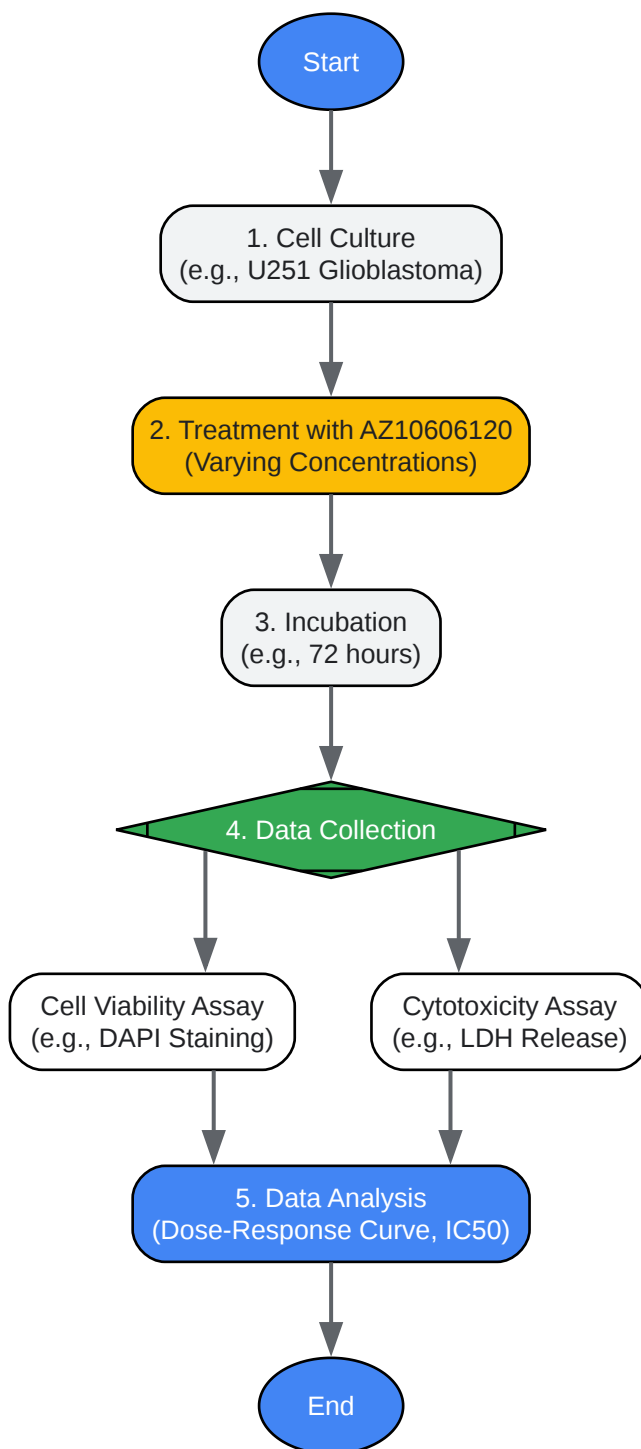 Start
1. Cell Culture
(e.g., U251 Glioblastoma)
2. Treatment with AZ10606120
(Varying Concentrations)
3. Incubation
(e.g., 72 hours)
4. Data Collection
Cell Viability Assay
(e.g., DAPI Staining)
Cytotoxicity Assay
(e.g., LDH Release)
5. Data Analysis
(Dose-Response Curve, IC50)
End